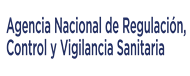 Agencia Nacional de Regulación,
Control y Vigilancia Sanitaria